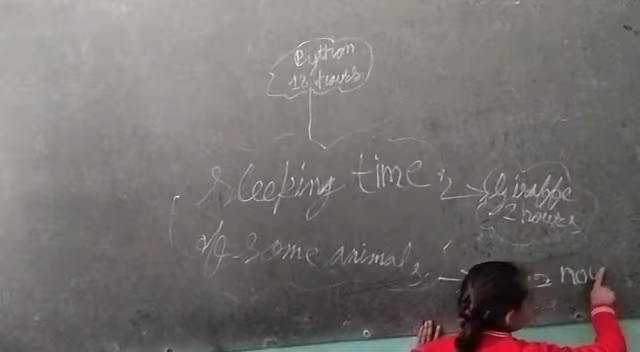 Python
18 hours
Sleeping time
Giraffe
2 hours
of some animals
hou